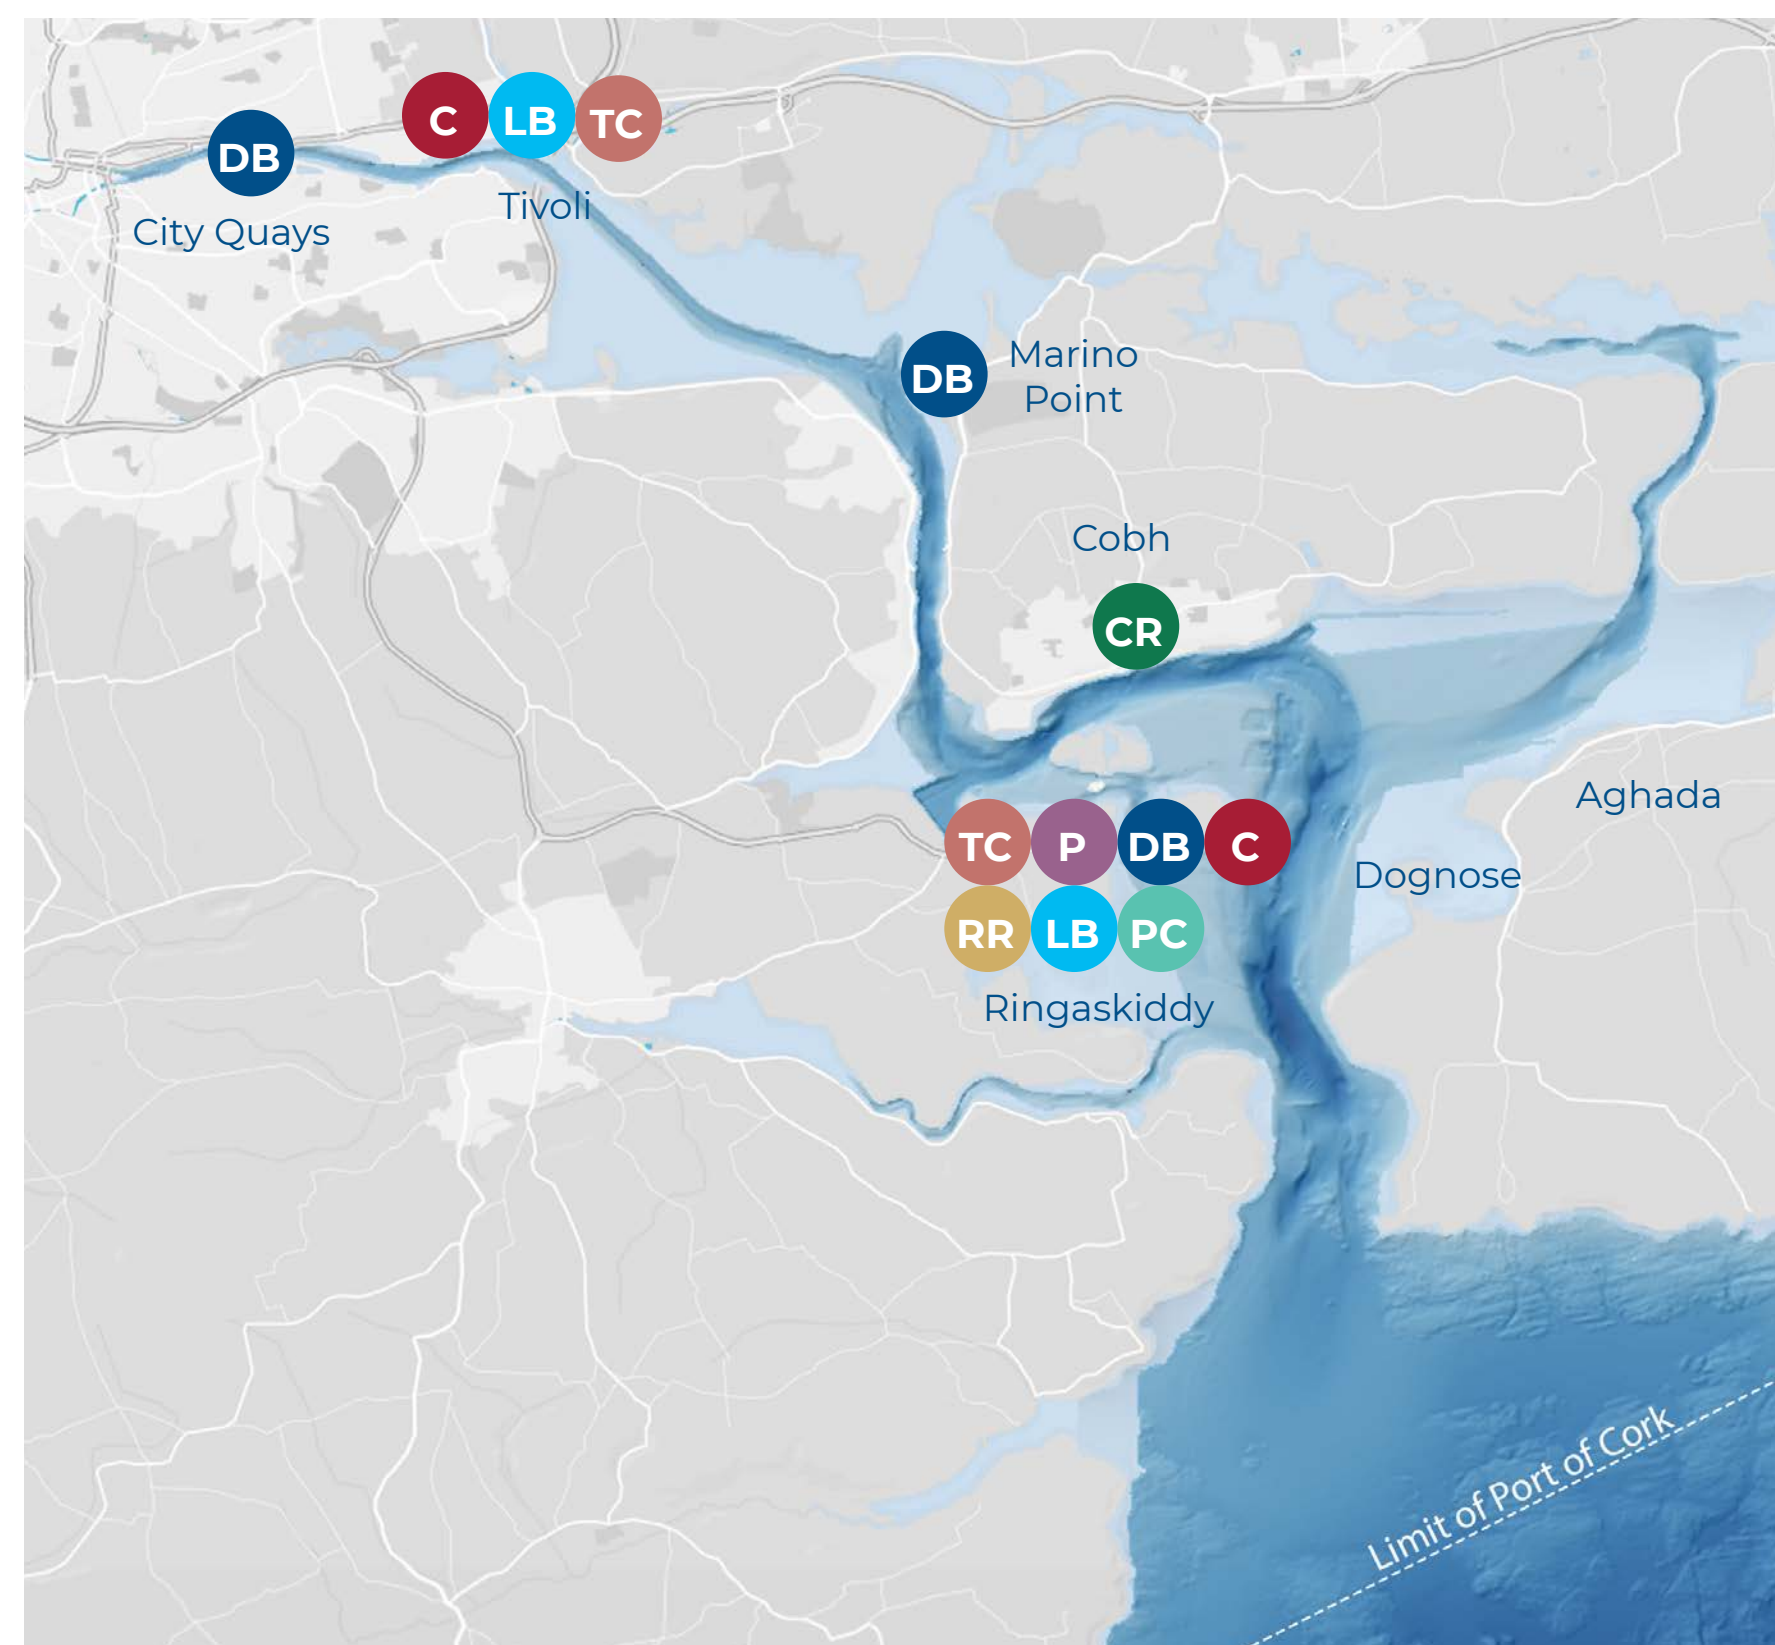 C LB TC
DB
Tivoli
City Quays
DB
Marino
Point
Cobh
CR
Aghada
TC P DB C
Dognose
RR LB PC
Ringaskiddy
Limit of Port of Cork